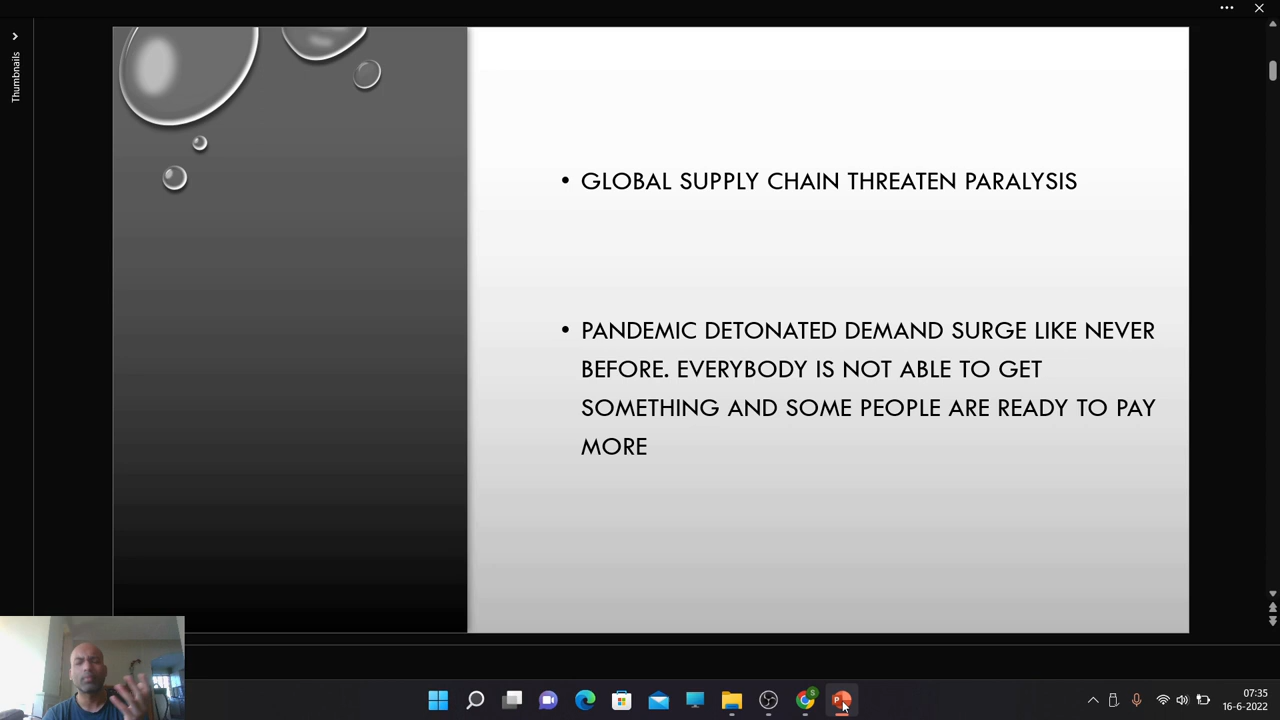 Thumbnails
• GLOBAL SUPPLY CHAIN THREATEN PARALYSIS
• PANDEMIC DETONATED DEMAND SURGE LIKE NEVER
BEFORE. EVERYBODY IS NOT ABLE TO GET
SOMETHING AND SOME PEOPLE ARE READY TO PAY
MORE
07:35
16-6-2022